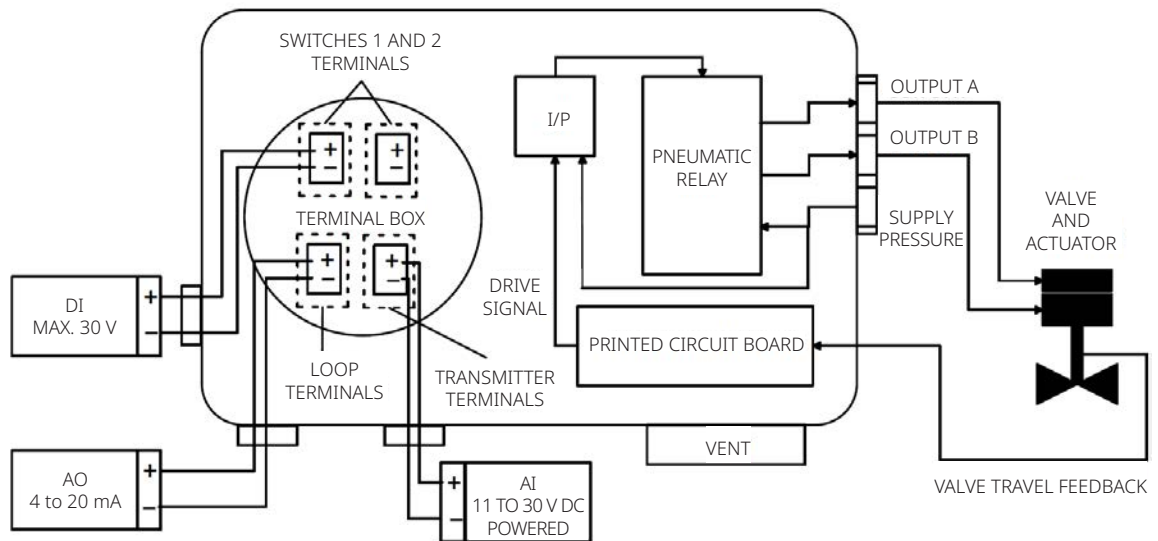 SWITCHES 1 AND 2
TERMINALS
+
−
+
−
TERMINAL BOX
+
−
+
−
LOOP
TERMINALS
TRANSMITTER
TERMINALS
I/P
PNEUMATIC
RELAY
DRIVE
SIGNAL
PRINTED CIRCUIT BOARD
OUTPUT A
OUTPUT B
SUPPLY
PRESSURE
VALVE
AND
ACTUATOR
DI
MAX. 30 V
+
−
AO
4 to 20 mA
+
−
+
−
AI
11 TO 30 V DC
POWERED
VENT
VALVE TRAVEL FEEDBACK